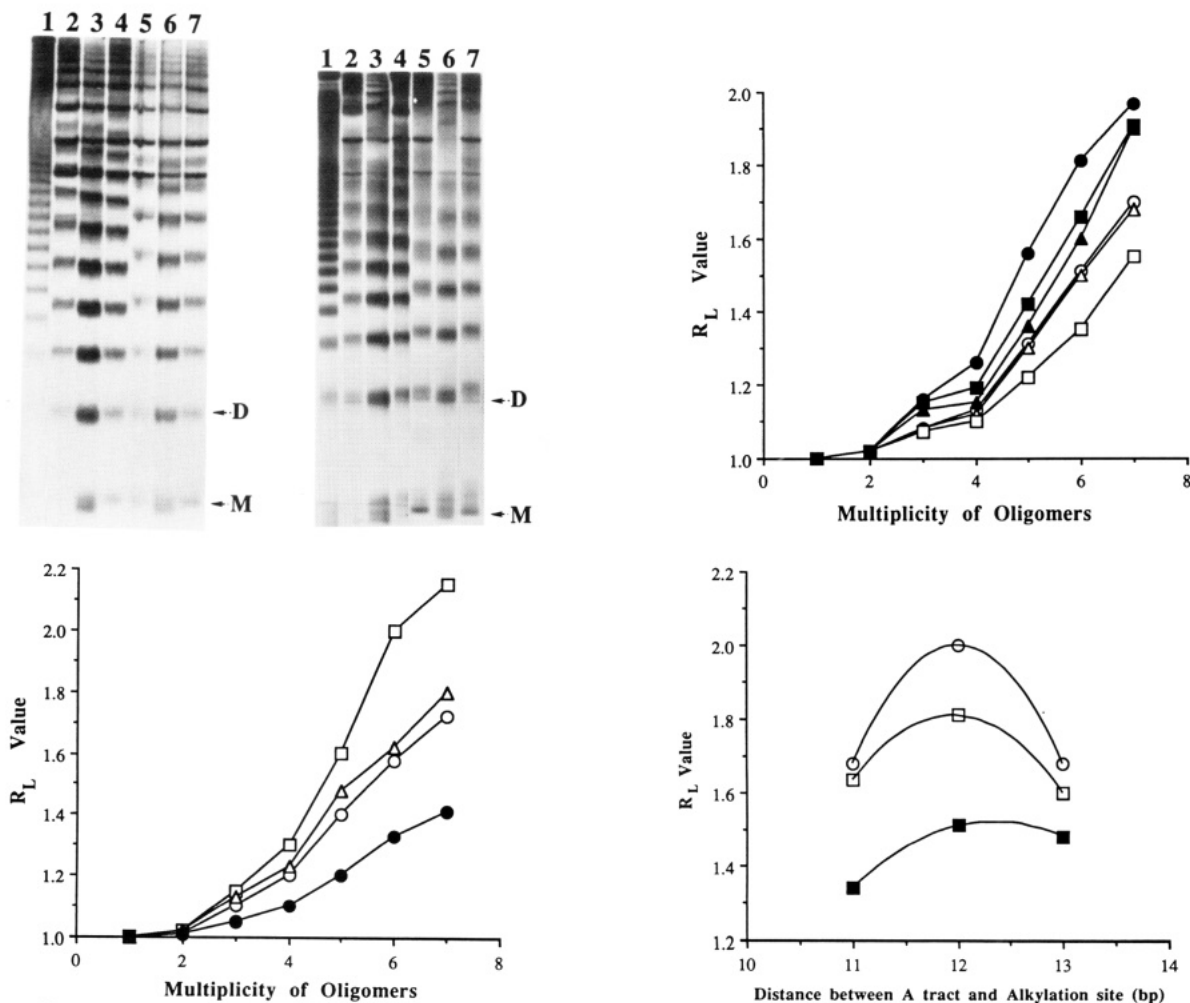 1 2 3 4 5 6 7
D
M
1 2 3 4 5 6 7
D
M
2.0
1.8
1.6
1.4
1.2
1.0
0 2 4 6 8
R_L Value
Multiplicity of Oligomers
2.2
2.0
1.8
1.6
1.4
1.2
1.0
0 2 4 6 8
R_L Value
Multiplicity of Oligomers
2.2
2.0
1.8
1.6
1.4
1.2
10 11 12 13 14
R_L Value
Distance between A tract and Alkylation site (bp)